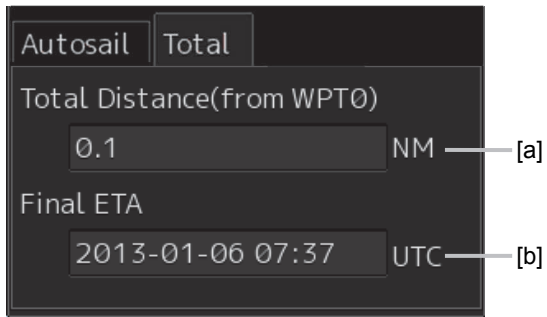 Autosail Total
Total Distance(from WPT0)
0.1 NM [a]
Final ETA
2013-01-06 07:37 UTC [b]